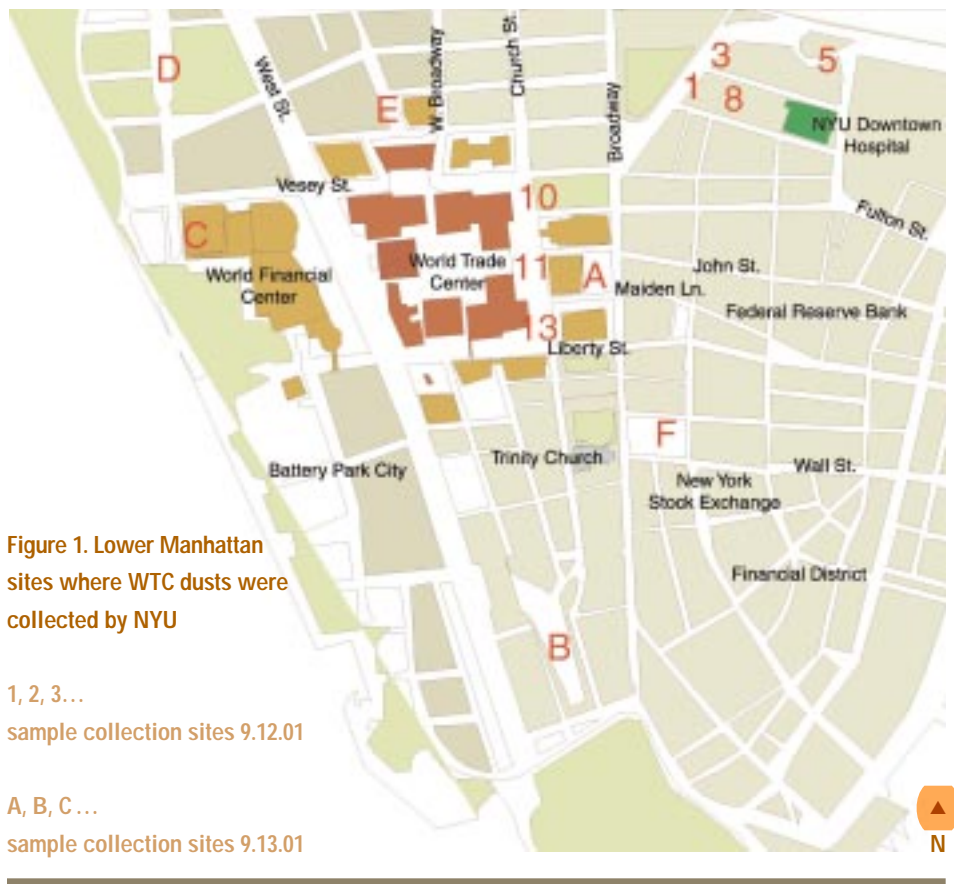 D
West St.
E
W. Broadway
Church St.
Broadway
3
5
1
8
NYU Downtown
Hospital
Vesey St.
10
Fulton St.
C
World Financial
Center
World Trade
Center
11
A
John St.
Maiden Ln.
Federal Reserve Bank
13
Liberty St.
F
Battery Park City
Trinity Church
Wall St.
New York
Stock Exchange
Financial District
B
Figure 1. Lower Manhattan
sites where WTC dusts were
collected by NYU
1, 2, 3...
sample collection sites 9.12.01
A, B, C ...
sample collection sites 9.13.01
N